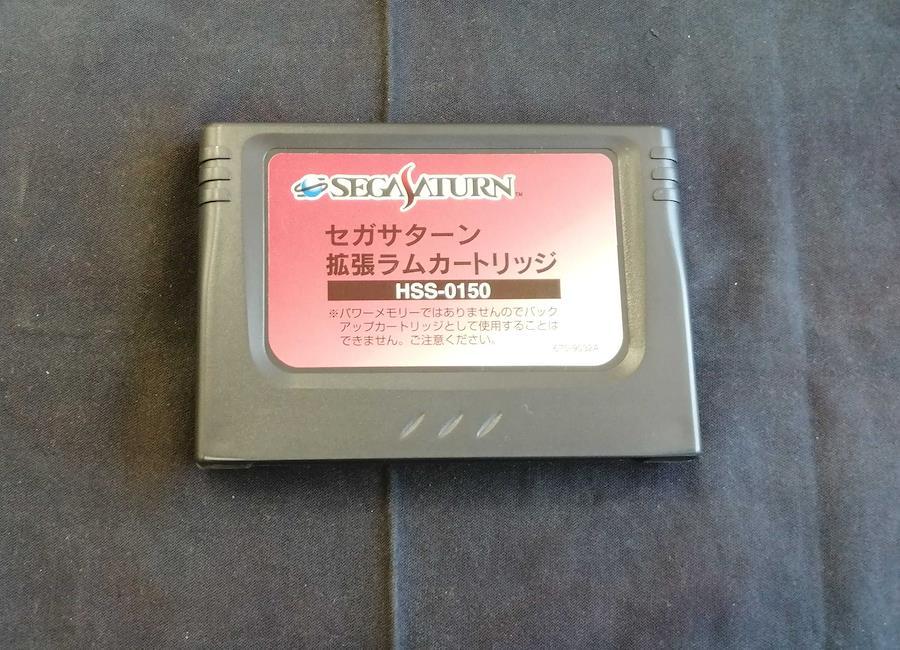 SEGA SATURN™
セガサターン
拡張ラムカートリッジ
HSS-0150
※パワーメモリーではありませんのでバック
アップカートリッジとして使用することは
できません。ご注意ください。
670-9532A